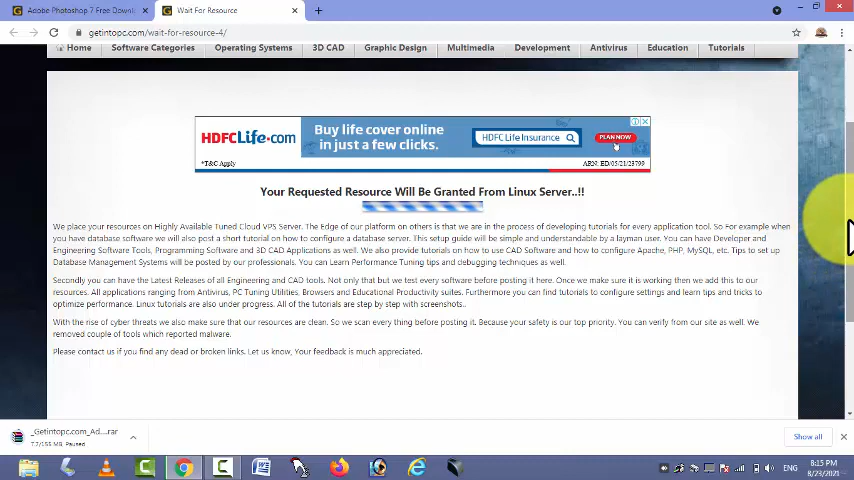 Adobe Photoshop 7 Free Downl
Wait For Resource
getintopc.com/wait-for-resource-4/
Home Software Categories Operating Systems 3D CAD Graphic Design Multimedia Development Antivirus Education Tutorials
HDFCLife.com
Buy life cover online
in just a few clicks.
HDFC Life Insurance
PLAN NOW
*T&C Apply
ARN: ED/05/21/23799
Your Requested Resource Will Be Granted From Linux Server..!!
We place your resources on Highly Available Tuned Cloud VPS Server. The Edge of our platform on others is that we are in the process of developing tutorials for every application tool. So For example when
you have database software we will also post a short tutorial on how to configure a database server. This setup guide will be simple and understandable by a layman user. You can have Developer and
Engineering Software Tools, Programming Software and 3D CAD Applications as well. We also provide tutorials on how to use CAD Software and how to configure Apache, PHP, MySQL, etc. Tips to set up
Database Management Systems will be posted by our professionals. You can Learn Performance Tuning tips and debugging techniques as well.
Secondly you can have the Latest Releases of all Engineering and CAD tools. Not only that but we test every software before posting it here. Once we make sure it is working then we add this to our
resources. All applications ranging from Antivirus, PC Tuning Utilities, Browsers and Educational Productivity suites. Furthermore you can find tutorials to configure settings and learn tips and tricks to
optimize performance. Linux tutorials are also under progress. All of the tutorials are step by step with screenshots..
With the rise of cyber threats we also make sure that our resources are clean. So we scan every thing before posting it. Because your safety is our top priority. You can verify from our site as well. We
removed couple of tools which reported malware.
Please contact us if you find any dead or broken links. Let us know, Your feedback is much appreciated.
_Getintopc.com_Ad....rar
7.7/155 MB, Paused
Show all
ENG
8:15 PM
8/23/2021